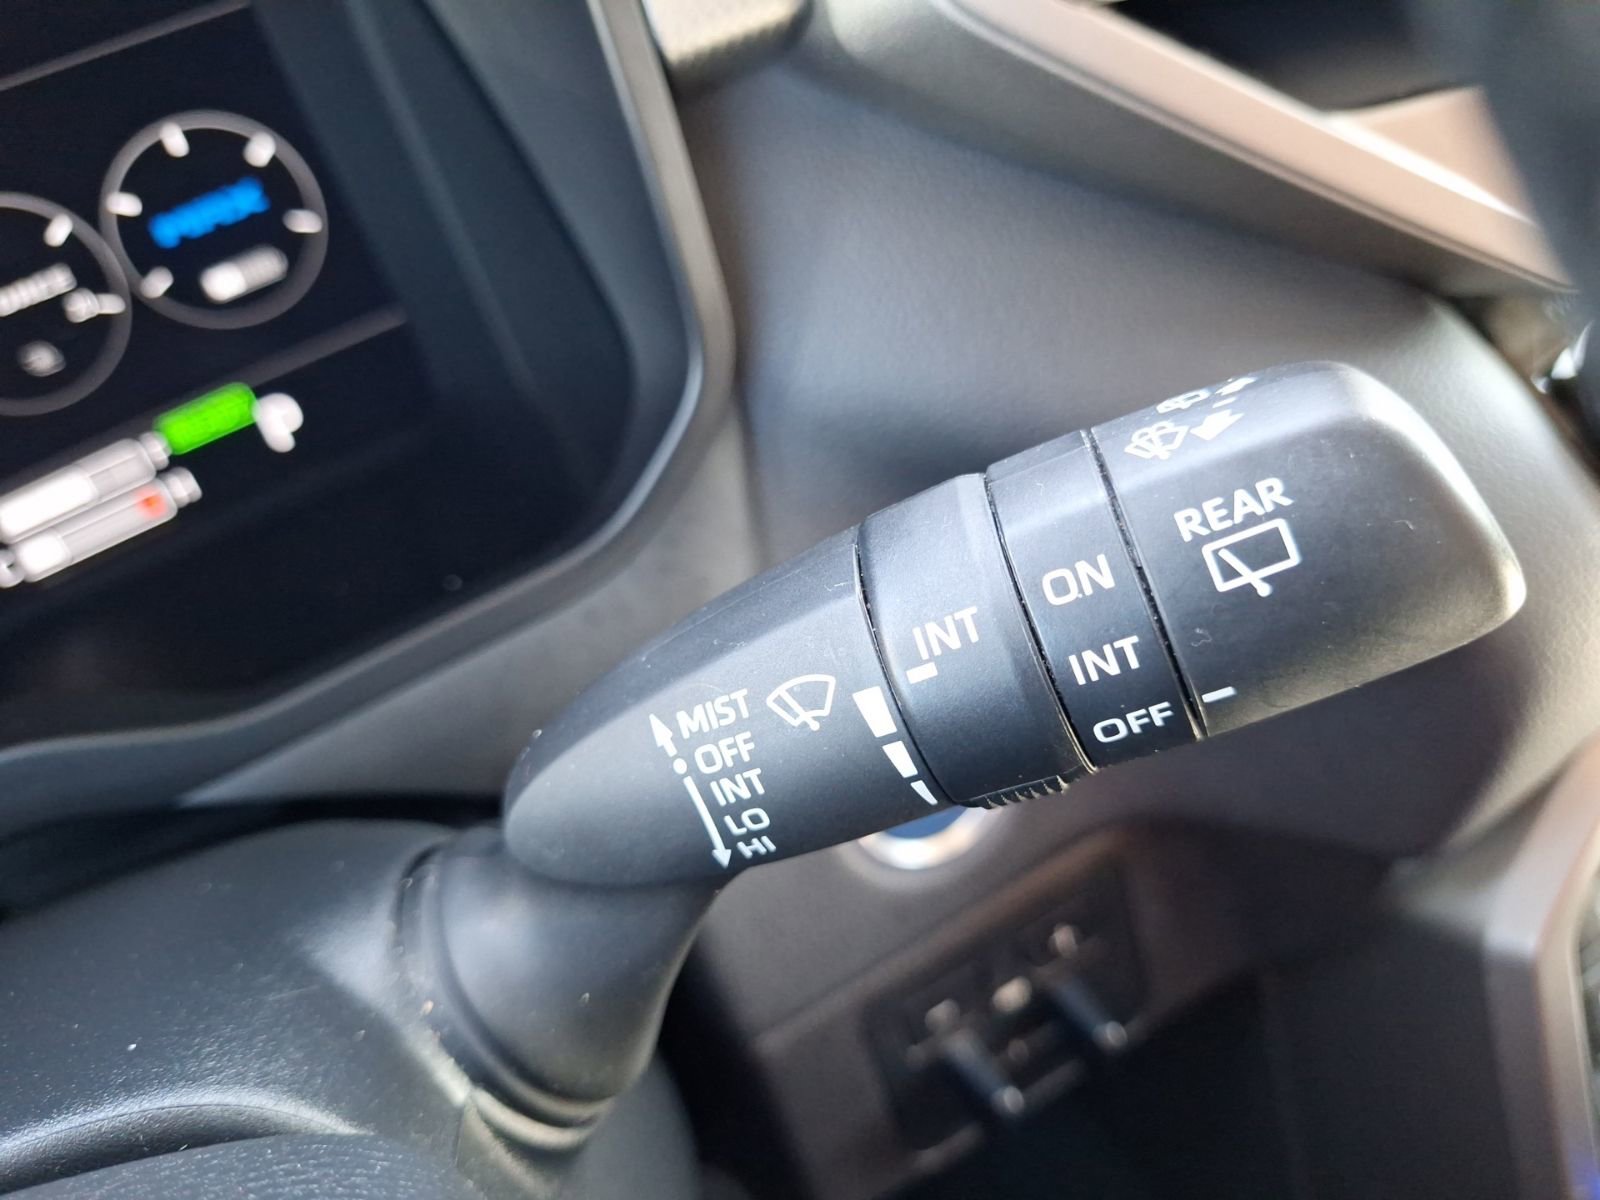 REAR
ON
INT
OFF
INT
MIST
OFF
INT
LO
HI